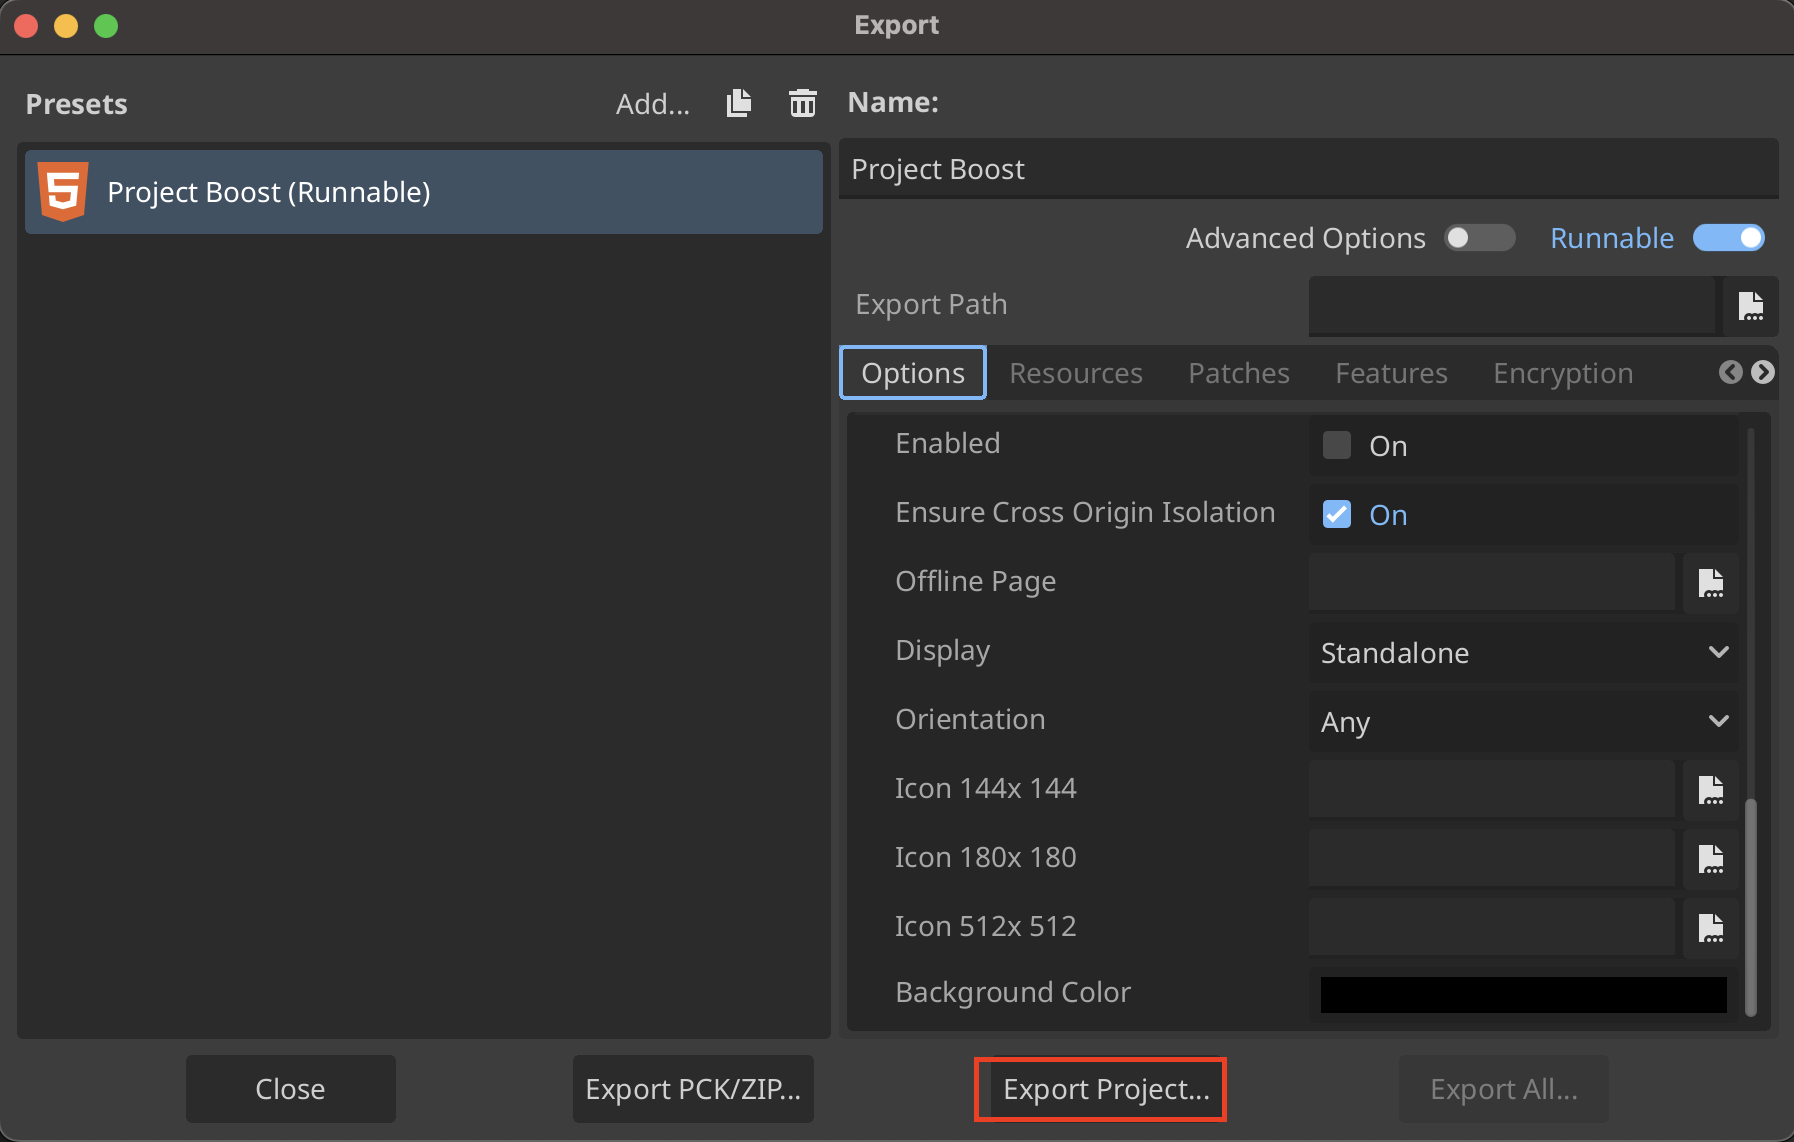 Export
Presets
Add...
Name:
Project Boost (Runnable)
Project Boost
Advanced Options
Runnable
Export Path
Options
Resources
Patches
Features
Encryption
Enabled
On
Ensure Cross Origin Isolation
On
Offline Page
Display
Standalone
Orientation
Any
Icon 144x 144
Icon 180x 180
Icon 512x 512
Background Color
Close
Export PCK/ZIP...
Export Project...
Export All...